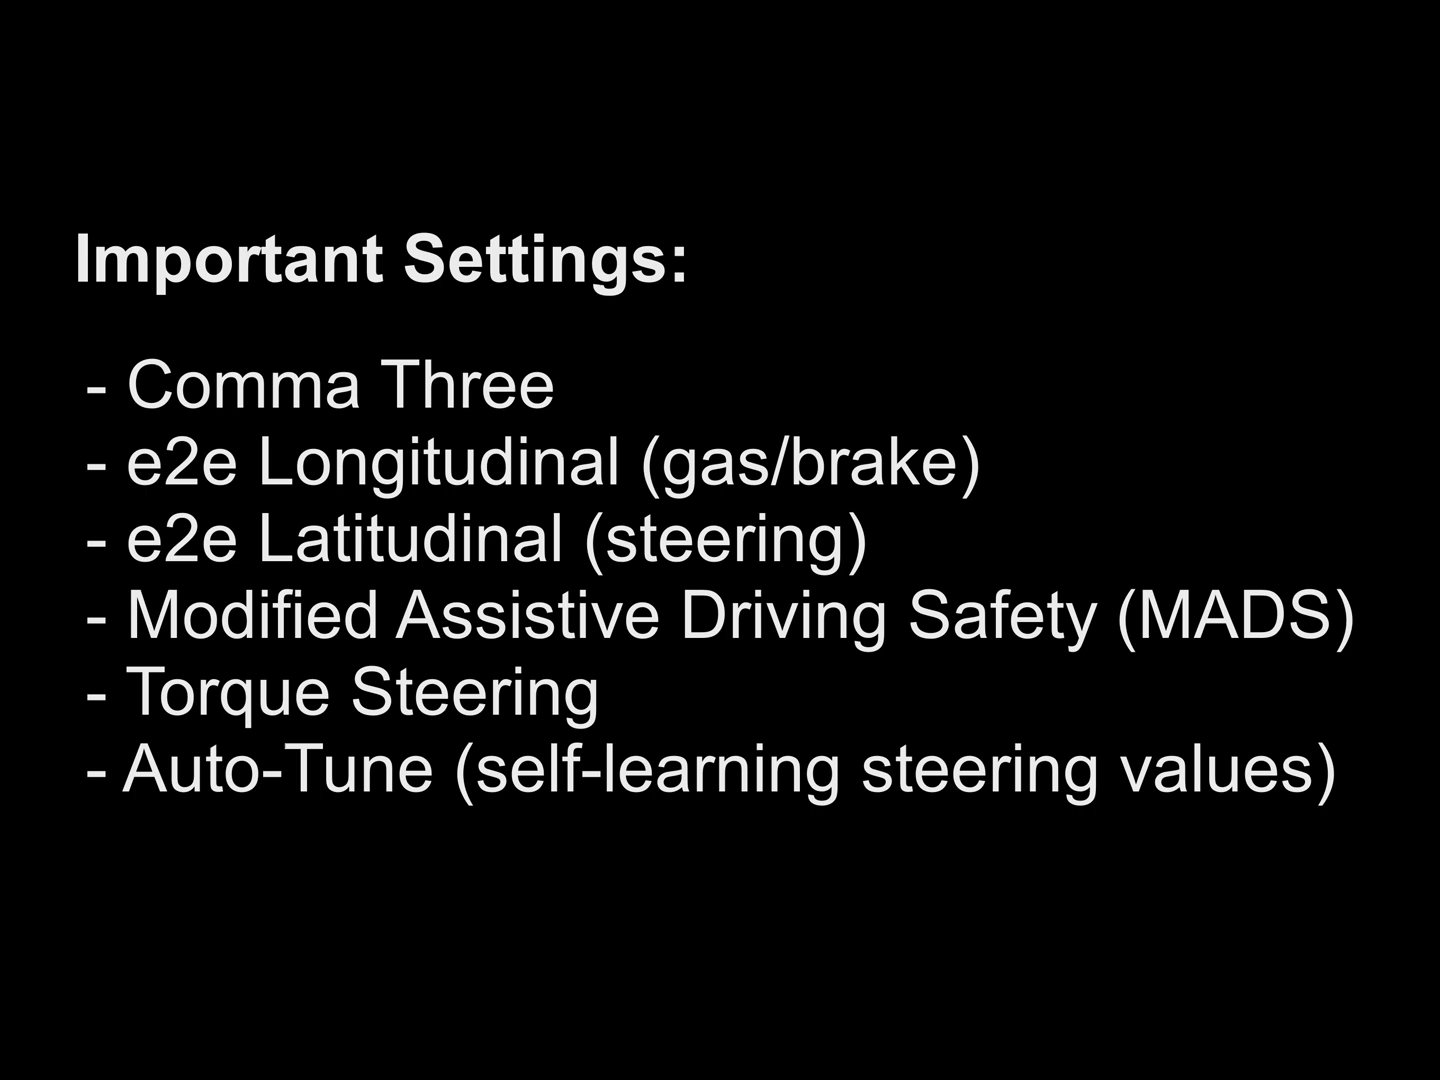 Important Settings:
- Comma Three
- e2e Longitudinal (gas/brake)
- e2e Latitudinal (steering)
- Modified Assistive Driving Safety (MADS)
- Torque Steering
- Auto-Tune (self-learning steering values)